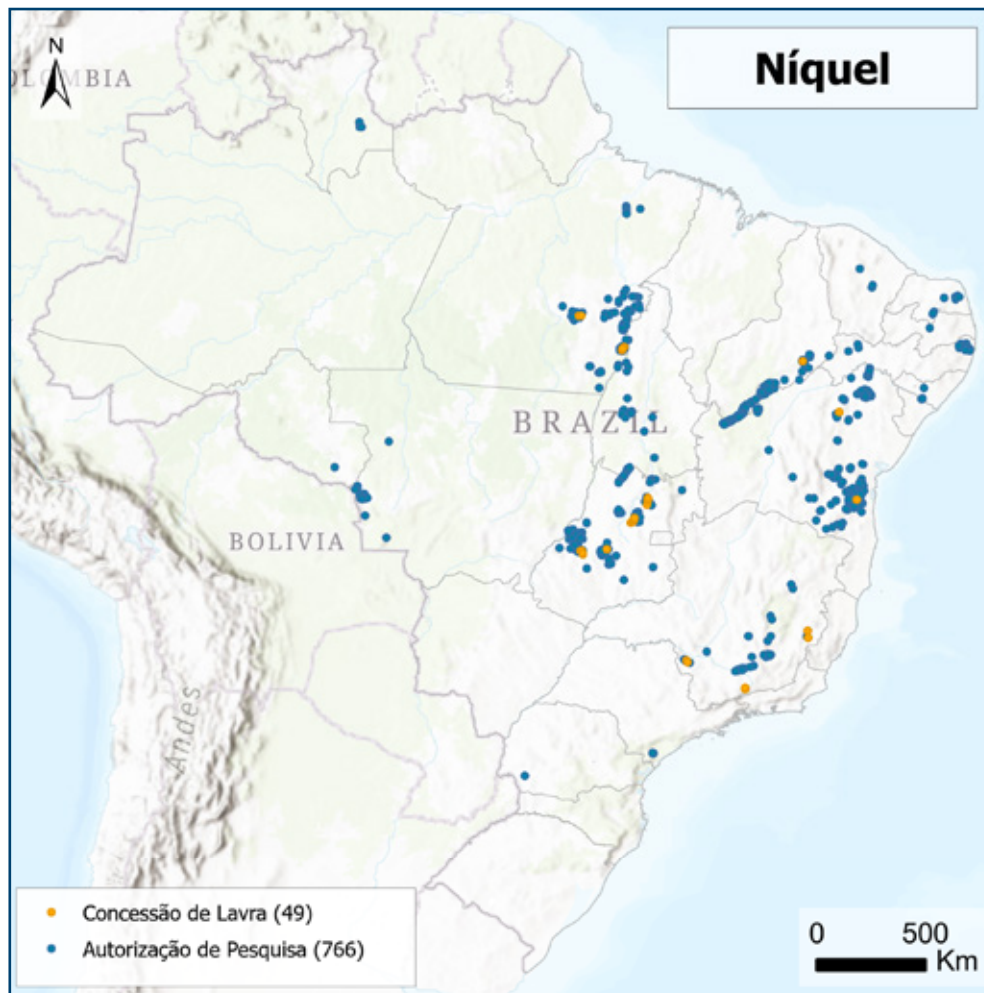 N
Níquel
OLOMBIA
BRAZIL
BOLIVIA
Andes
Concessão de Lavra (49)
Autorização de Pesquisa (766)
0 500
Km